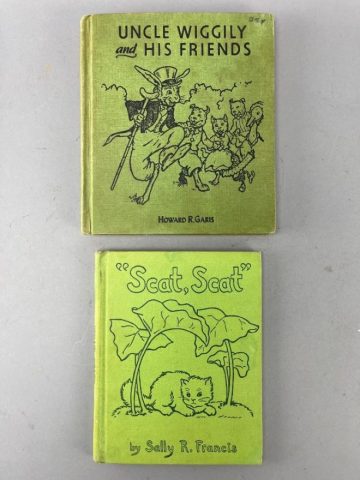 UNCLE WIGGILY
and HIS FRIENDS
HOWARD R. GARIS
"Scat, Scat"
by Sally R. Francis